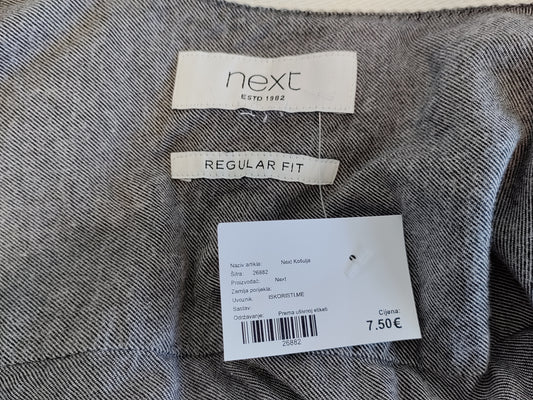 next
ESTD 1982
REGULAR FIT
Naziv artikla: Next Košulja
Šifra: 26882
Proizvođač: Next
Zemlja porijekla:
Uvoznik: ISKORISTI.ME
Sastav:
Održavanje: Prema ušivnoj etiketi
Cijena:
7.50€
26882